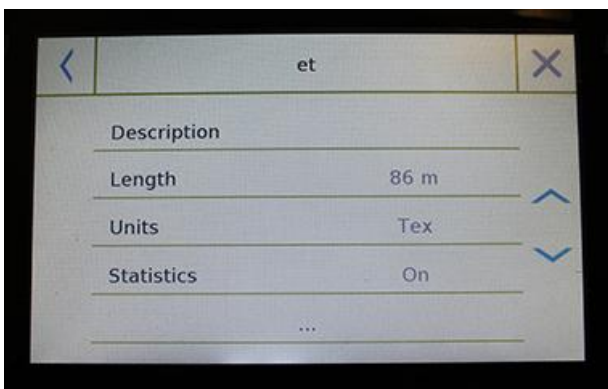 et
Description
Length 86 m
Units Tex
Statistics On
...